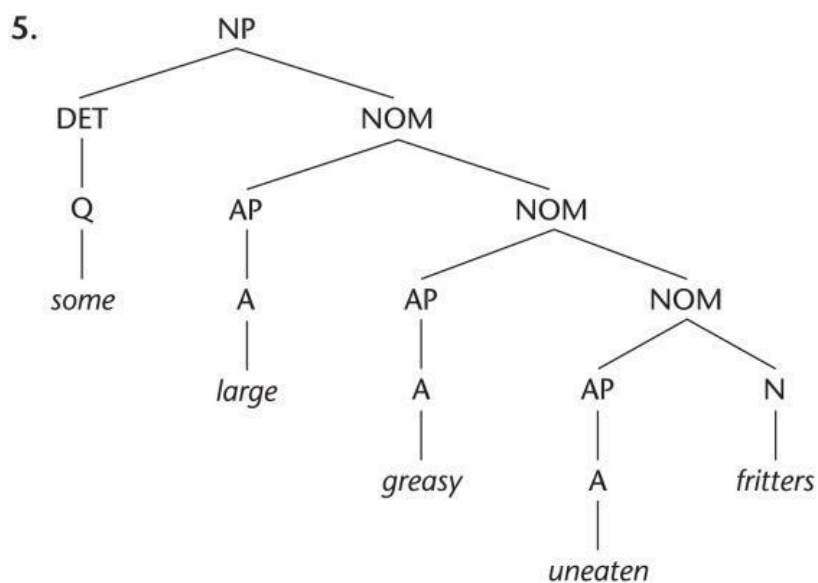 5. NP
DET NOM
Q AP NOM
some A AP NOM
large A AP N
greasy A fritters
uneaten